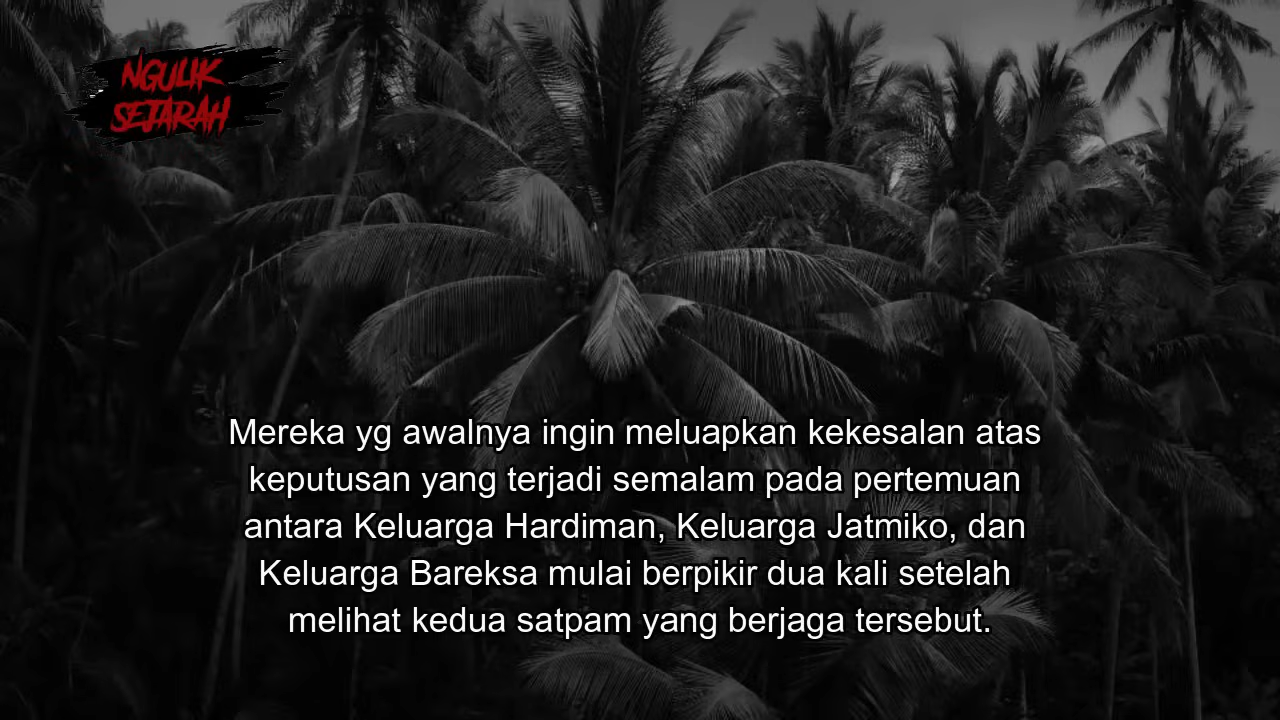 NGULIK
SEJARAH
Mereka yg awalnya ingin meluapkan kekesalan atas
keputusan yang terjadi semalam pada pertemuan
antara Keluarga Hardiman, Keluarga Jatmiko, dan
Keluarga Bareksa mulai berpikir dua kali setelah
melihat kedua satpam yang berjaga tersebut.